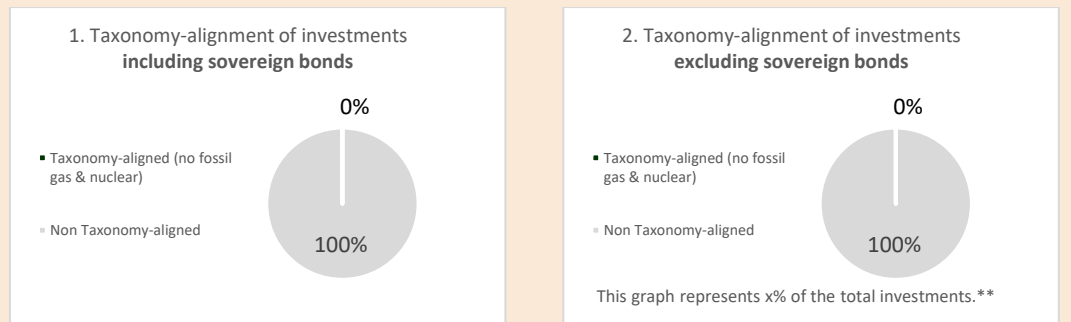 1. Taxonomy-alignment of investments
including sovereign bonds
0%
Taxonomy-aligned (no fossil
gas & nuclear)
Non Taxonomy-aligned
100%
2. Taxonomy-alignment of investments
excluding sovereign bonds
0%
Taxonomy-aligned (no fossil
gas & nuclear)
Non Taxonomy-aligned
100%
This graph represents x% of the total investments.**